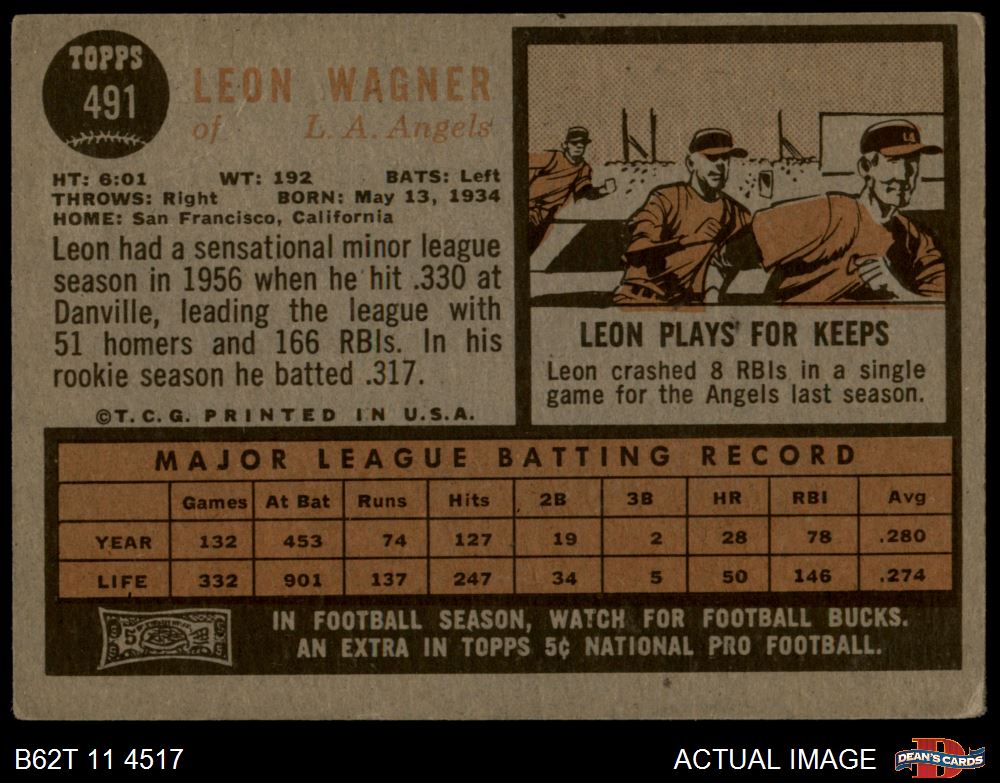 TOPPS
491
LEON WAGNER
of L. A. Angels
HT: 6:01 WT: 192 BATS: Left
THROWS: Right BORN: May 13, 1934
HOME: San Francisco, California
Leon had a sensational minor league
season in 1956 when he hit .330 at
Danville, leading the league with
51 homers and 166 RBIs. In his
rookie season he batted .317.
©T.C.G. PRINTED IN U.S.A.
LA
LEON PLAYS FOR KEEPS
Leon crashed 8 RBIs in a single
game for the Angels last season.
MAJOR LEAGUE BATTING RECORD
Games At Bat Runs Hits 2B 3B HR RBI Avg
YEAR 132 453 74 127 19 2 28 78 .280
LIFE 332 901 137 247 34 5 50 146 .274
IN FOOTBALL SEASON, WATCH FOR FOOTBALL BUCKS.
AN EXTRA IN TOPPS 5¢ NATIONAL PRO FOOTBALL.
B62T 11 4517 ACTUAL IMAGE
D
DEAN'S CARDS